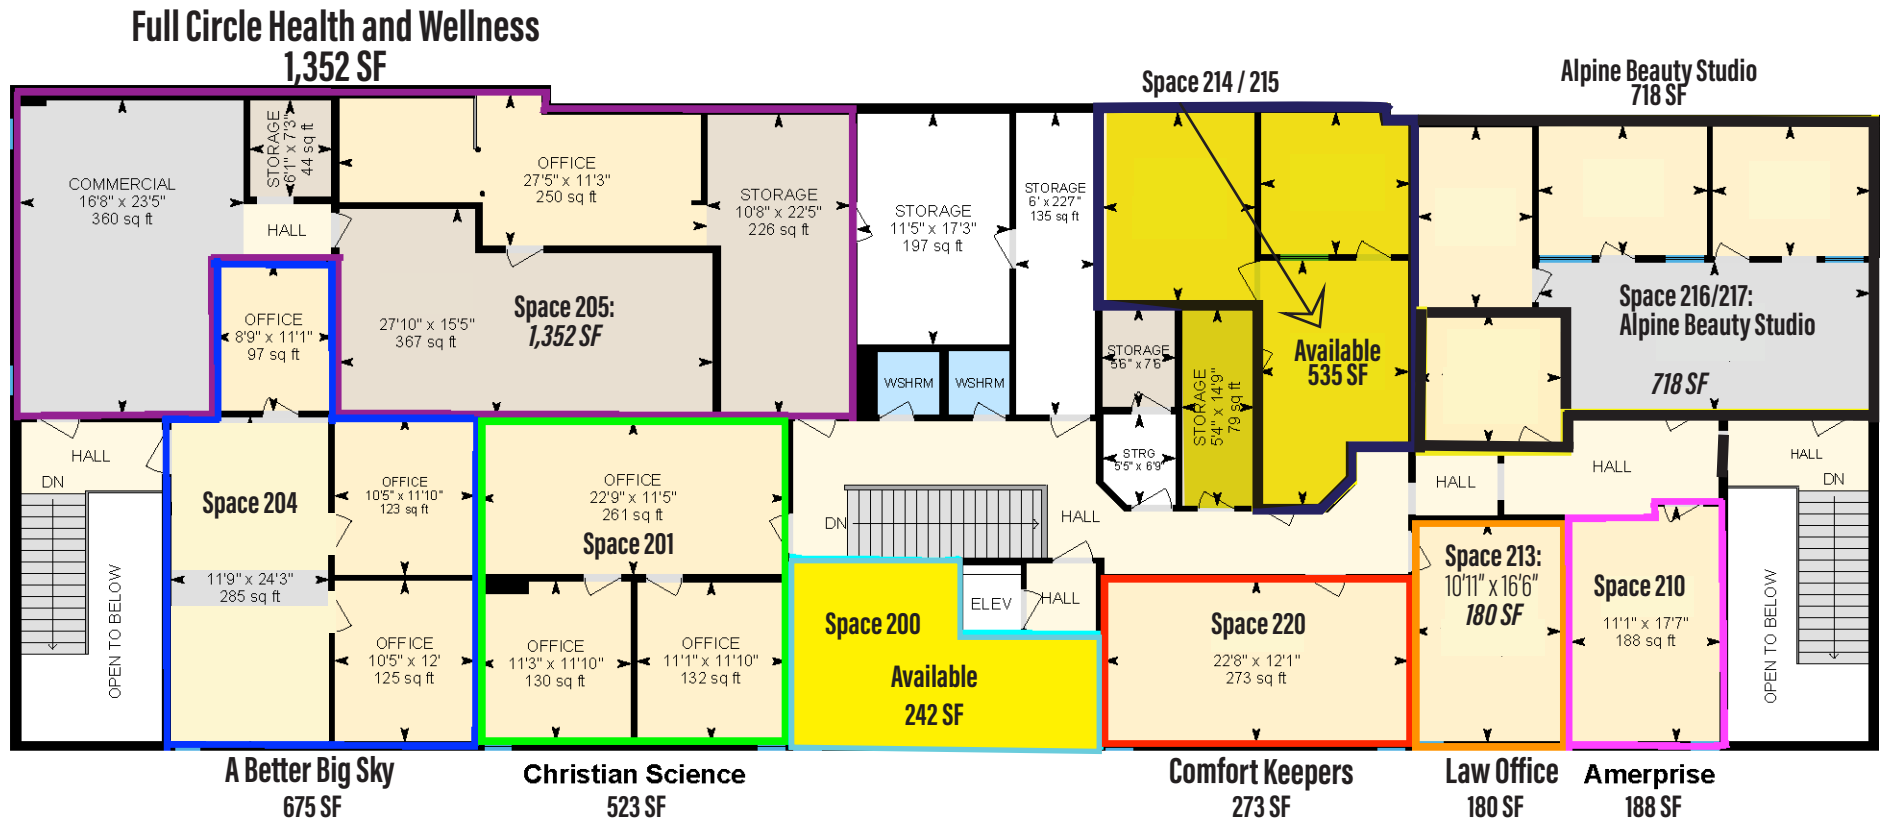 Full Circle Health and Wellness
1,352 SF
Space 214 / 215
Alpine Beauty Studio
718 SF
COMMERCIAL
16'8" x 23'5"
360 sq ft
STORAGE
6'1" x 7'3"
44 sq ft
HALL
OFFICE
27'5" x 11'3"
250 sq ft
STORAGE
10'8" x 22'5"
226 sq ft
STORAGE
11'5" x 17'3"
197 sq ft
STORAGE
6' x 22'7"
135 sq ft
OFFICE
8'9" x 11'1"
97 sq ft
27'10" x 15'5"
367 sq ft
Space 205:
1,352 SF
WSHRM
WSHRM
STORAGE
5'6" x 7'6"
STORAGE
5'4" x 14'9"
79 sq ft
STRG
5'5" x 6'9"
Available
535 SF
Space 216/217:
Alpine Beauty Studio
718 SF
HALL
DN
OPEN TO BELOW
Space 204
11'9" x 24'3"
285 sq ft
OFFICE
10'5" x 11'10"
123 sq ft
OFFICE
10'5" x 12'
125 sq ft
OFFICE
22'9" x 11'5"
261 sq ft
Space 201
OFFICE
11'3" x 11'10"
130 sq ft
OFFICE
11'1" x 11'10"
132 sq ft
DN
HALL
ELEV
HALL
Space 200
Available
242 SF
Space 220
22'8" x 12'1"
273 sq ft
HALL
HALL
Space 213:
10'11" x 16'6"
180 SF
Space 210
11'1" x 17'7"
188 sq ft
HALL
DN
OPEN TO BELOW
A Better Big Sky
675 SF
Christian Science
523 SF
Comfort Keepers
273 SF
Law Office
180 SF
Amerprise
188 SF